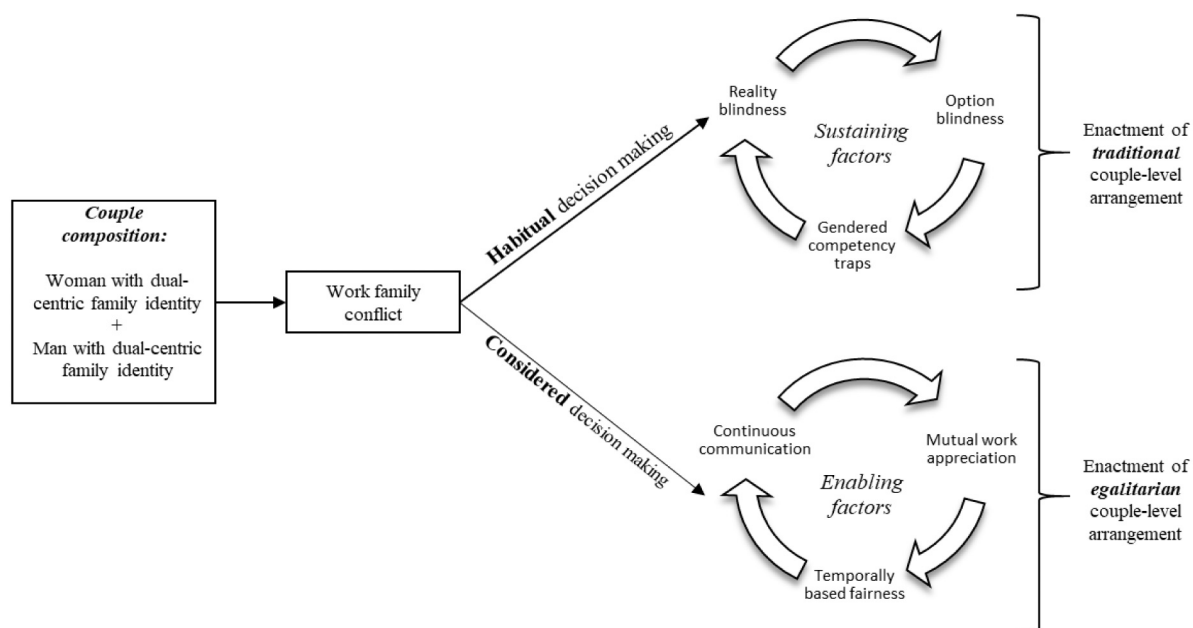 Couple
composition:
Woman with dual-
centric family identity
+
Man with dual-centric
family identity
Work family
conflict
Habitual decision making
Considered decision making
Reality
blindness
Option
blindness
Sustaining
factors
Gendered
competency
traps
Enactment of
traditional
couple-level
arrangement
Continuous
communication
Mutual work
appreciation
Enabling
factors
Temporally
based fairness
Enactment of
egalitarian
couple-level
arrangement